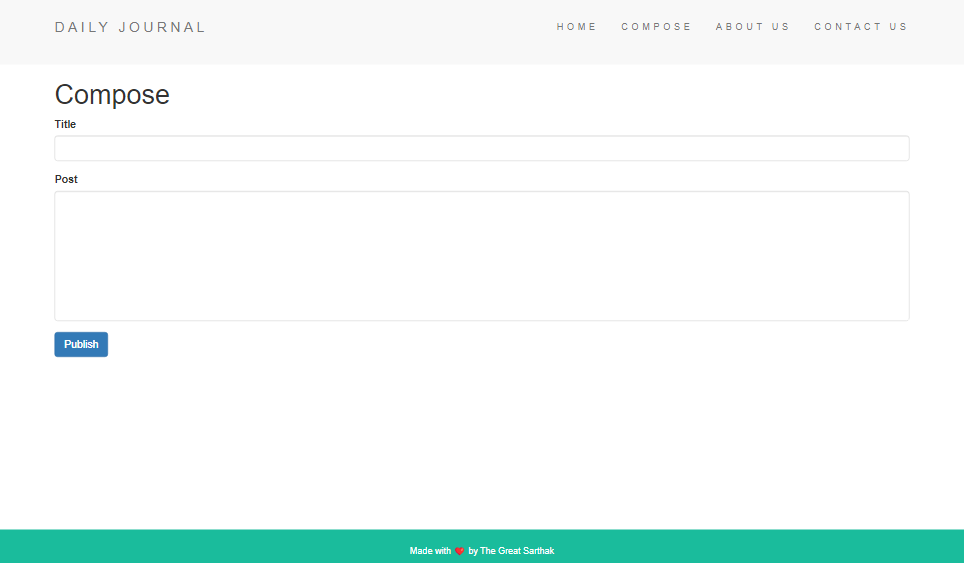 DAILY JOURNAL
HOME COMPOSE ABOUT US CONTACT US
Compose
Title
Post
Publish
Made with ❤️ by The Great Sarthak